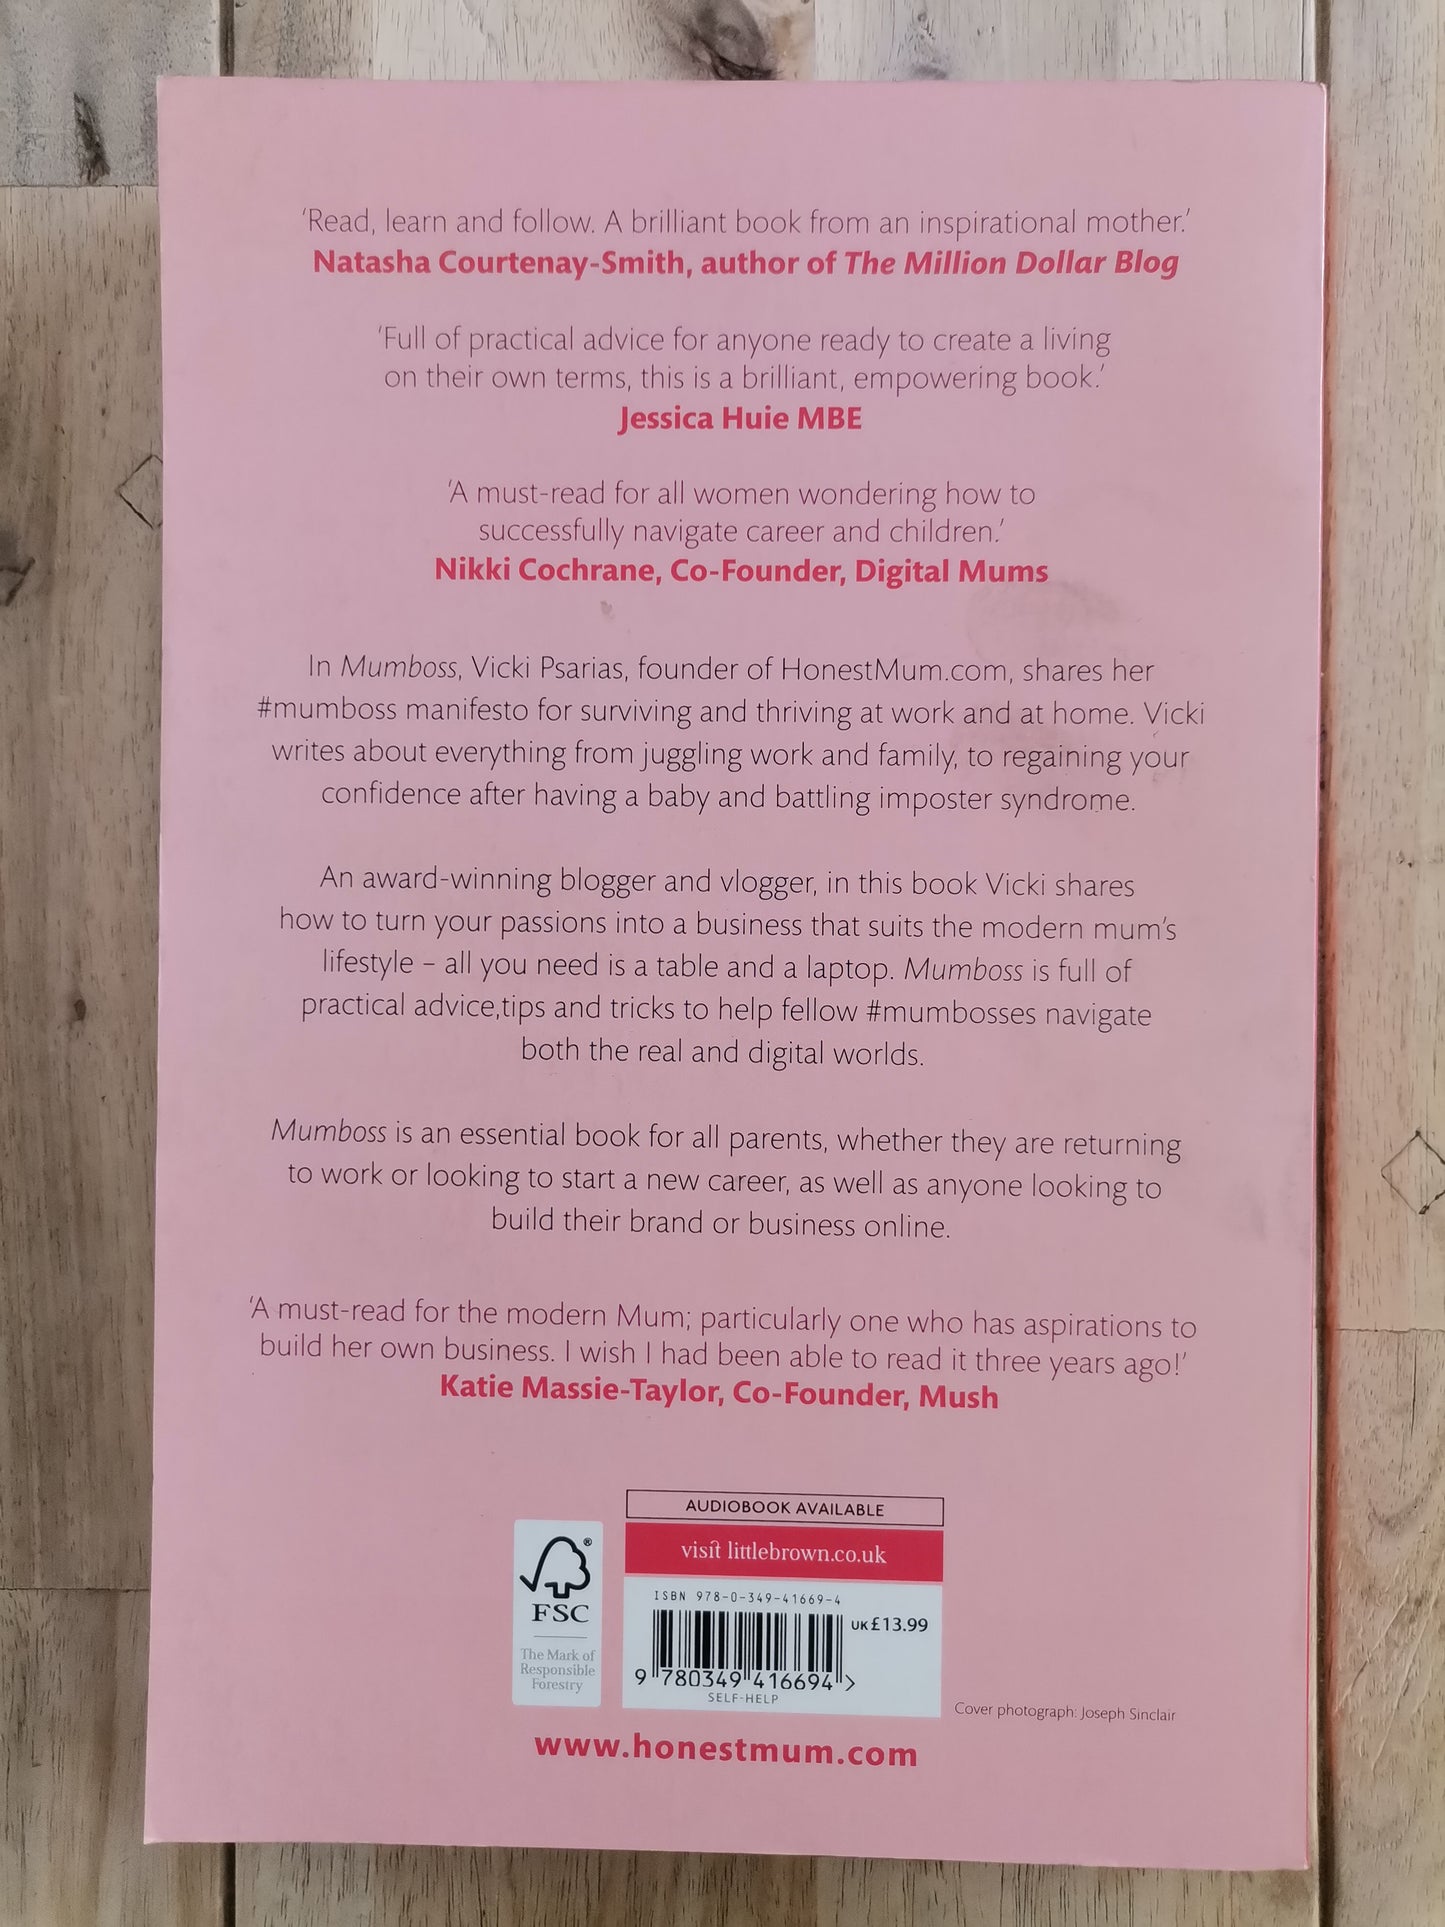 ‘Read, learn and follow. A brilliant book from an inspirational mother.’
Natasha Courtenay-Smith, author of The Million Dollar Blog
‘Full of practical advice for anyone ready to create a living
on their own terms, this is a brilliant, empowering book.’
Jessica Huie MBE
‘A must-read for all women wondering how to
successfully navigate career and children.’
Nikki Cochrane, Co-Founder, Digital Mums
In Mumboss, Vicki Psarias, founder of HonestMum.com, shares her
#mumboss manifesto for surviving and thriving at work and at home. Vicki
writes about everything from juggling work and family, to regaining your
confidence after having a baby and battling imposter syndrome.
An award-winning blogger and vlogger, in this book Vicki shares
how to turn your passions into a business that suits the modern mum’s
lifestyle – all you need is a table and a laptop. Mumboss is full of
practical advice,tips and tricks to help fellow #mumbosses navigate
both the real and digital worlds.
Mumboss is an essential book for all parents, whether they are returning
to work or looking to start a new career, as well as anyone looking to
build their brand or business online.
‘A must-read for the modern Mum; particularly one who has aspirations to
build her own business. I wish I had been able to read it three years ago!’
Katie Massie-Taylor, Co-Founder, Mush
AUDIOBOOK AVAILABLE
visit littlebrown.co.uk
ISBN 978-0-349-41669-4
UK£13.99
9 780349 416694 >
SELF-HELP
®
FSC
The Mark of
Responsible
Forestry
Cover photograph: Joseph Sinclair
www.honestmum.com